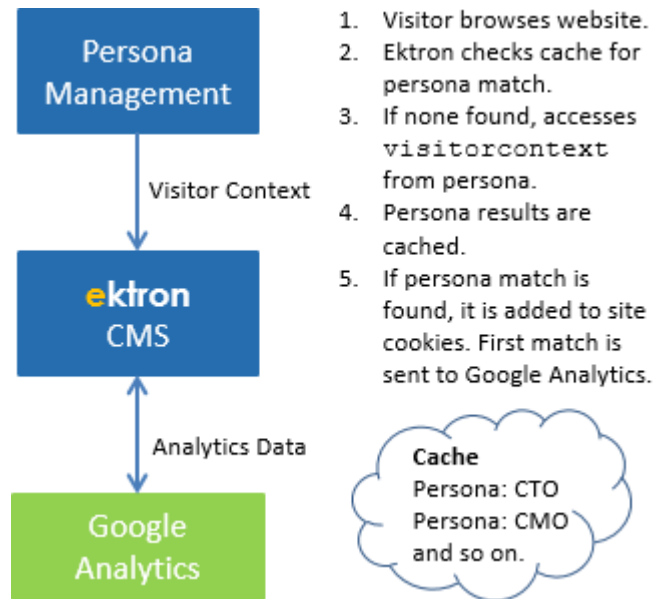 Persona
Management
Visitor Context
ektron
CMS
Analytics Data
Google
Analytics
1. Visitor browses website.
2. Ektron checks cache for
persona match.
3. If none found, accesses
visitorcontext
from persona.
4. Persona results are
cached.
5. If persona match is
found, it is added to site
cookies. First match is
sent to Google Analytics.
Cache
Persona: CTO
Persona: CMO
and so on.